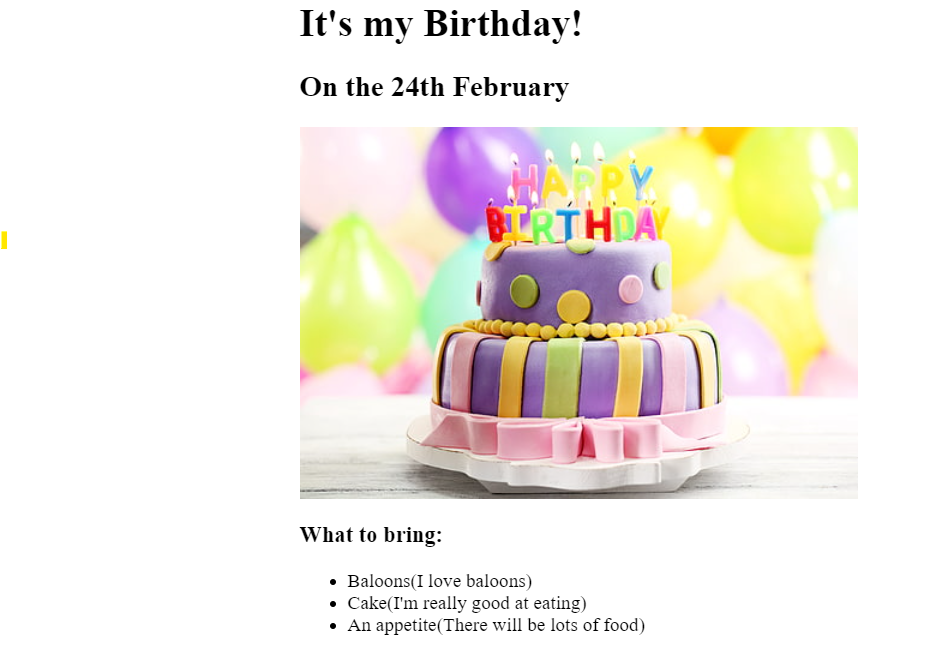 It's my Birthday!
On the 24th February
HAPPY
BIRTHDAY
What to bring:
Baloons(I love baloons)
Cake(I'm really good at eating)
An appetite(There will be lots of food)